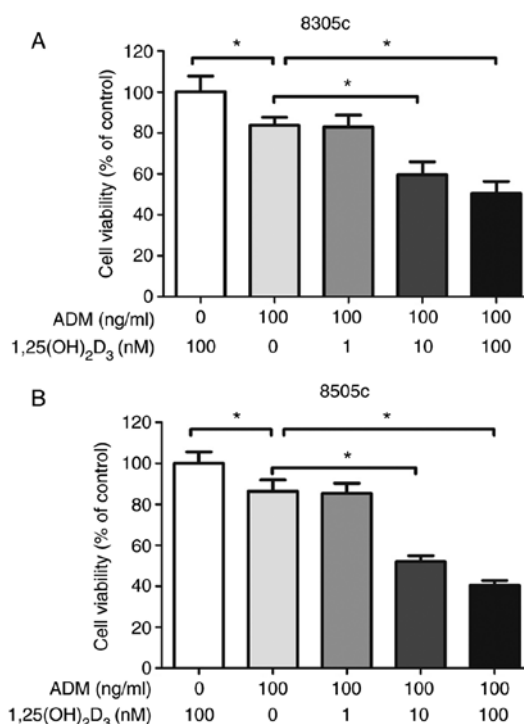 A
8305c
Cell viability (% of control)
120
100
80
60
40
20
0
* *
*
ADM (ng/ml) 0 100 100 100 100
1,25(OH)₂D₃ (nM) 100 0 1 10 100
B
8505c
Cell viability (% of control)
120
100
80
60
40
20
0
* *
*
ADM (ng/ml) 0 100 100 100 100
1,25(OH)₂D₃ (nM) 100 0 1 10 100